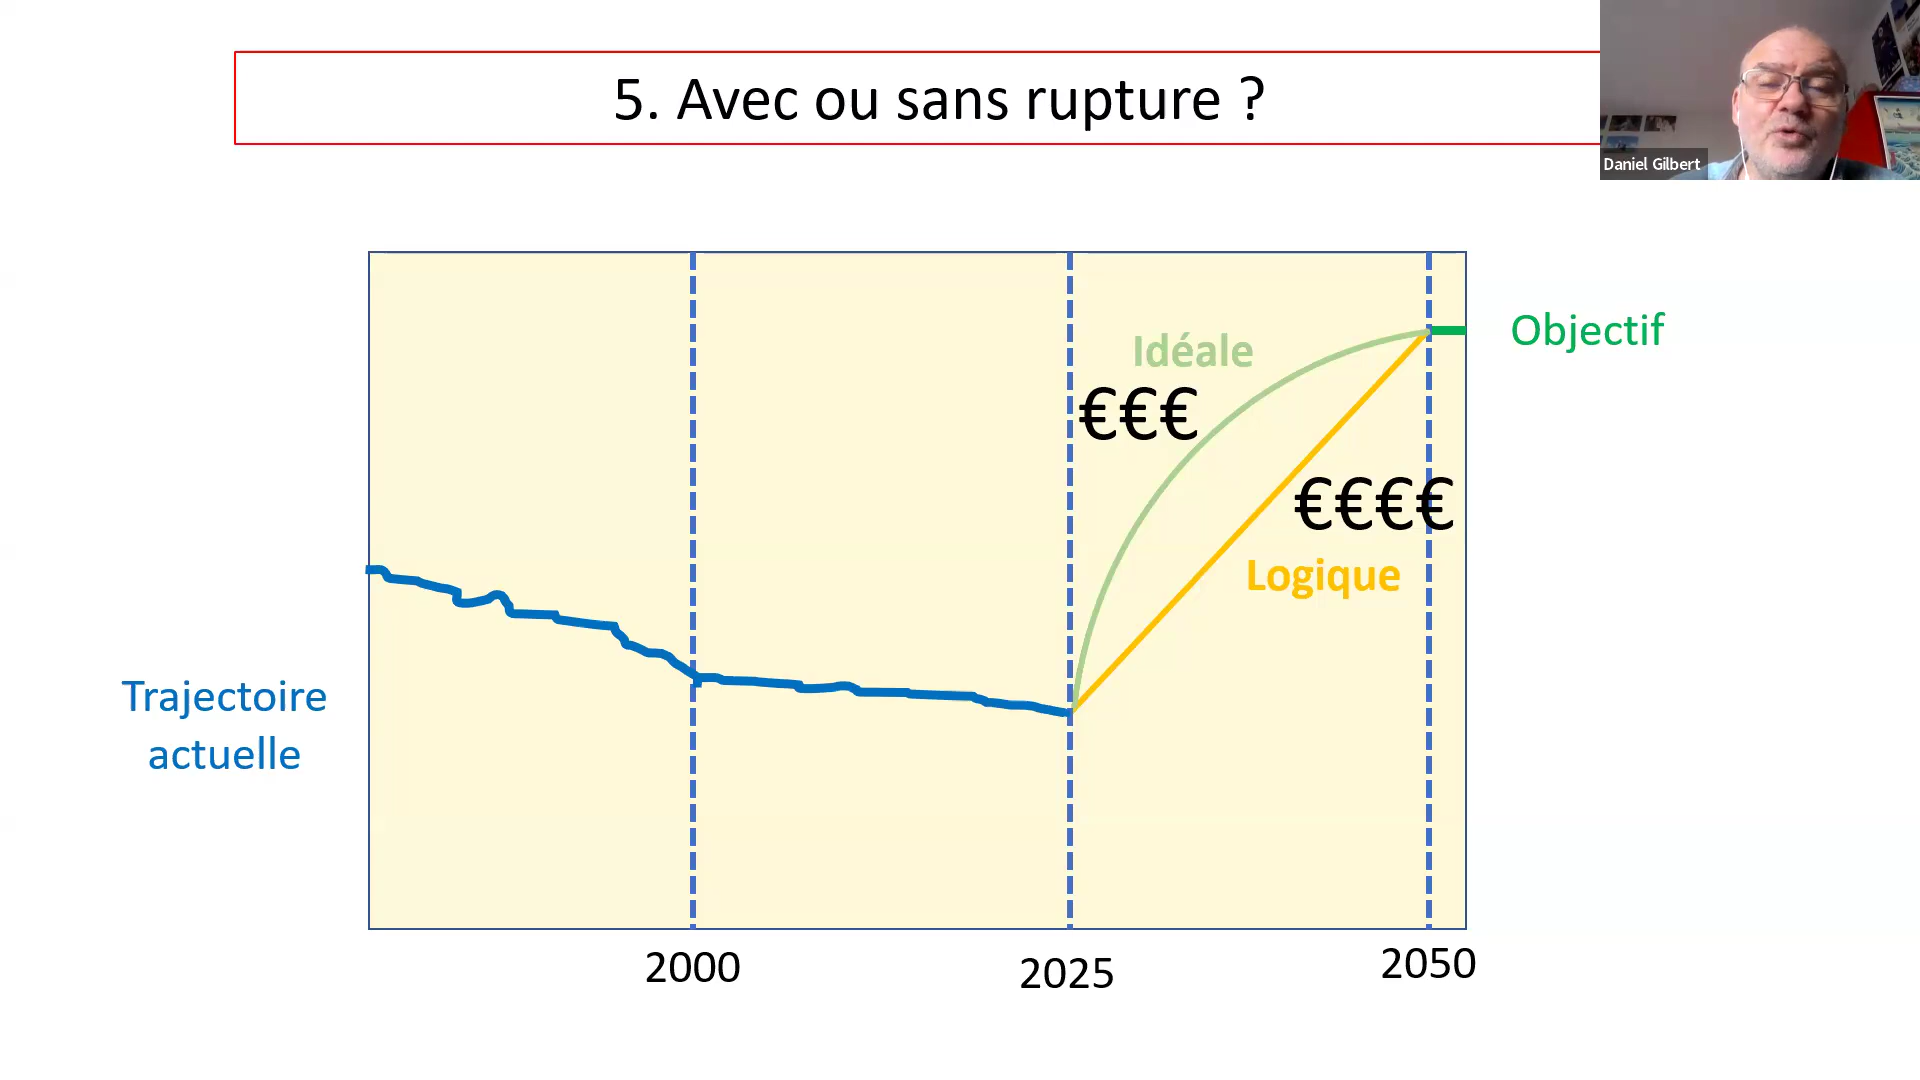 5. Avec ou sans rupture ?
Daniel Gilbert
Objectif
Idéale
€€€
€€€€
Logique
Trajectoire
actuelle
2000
2025
2050